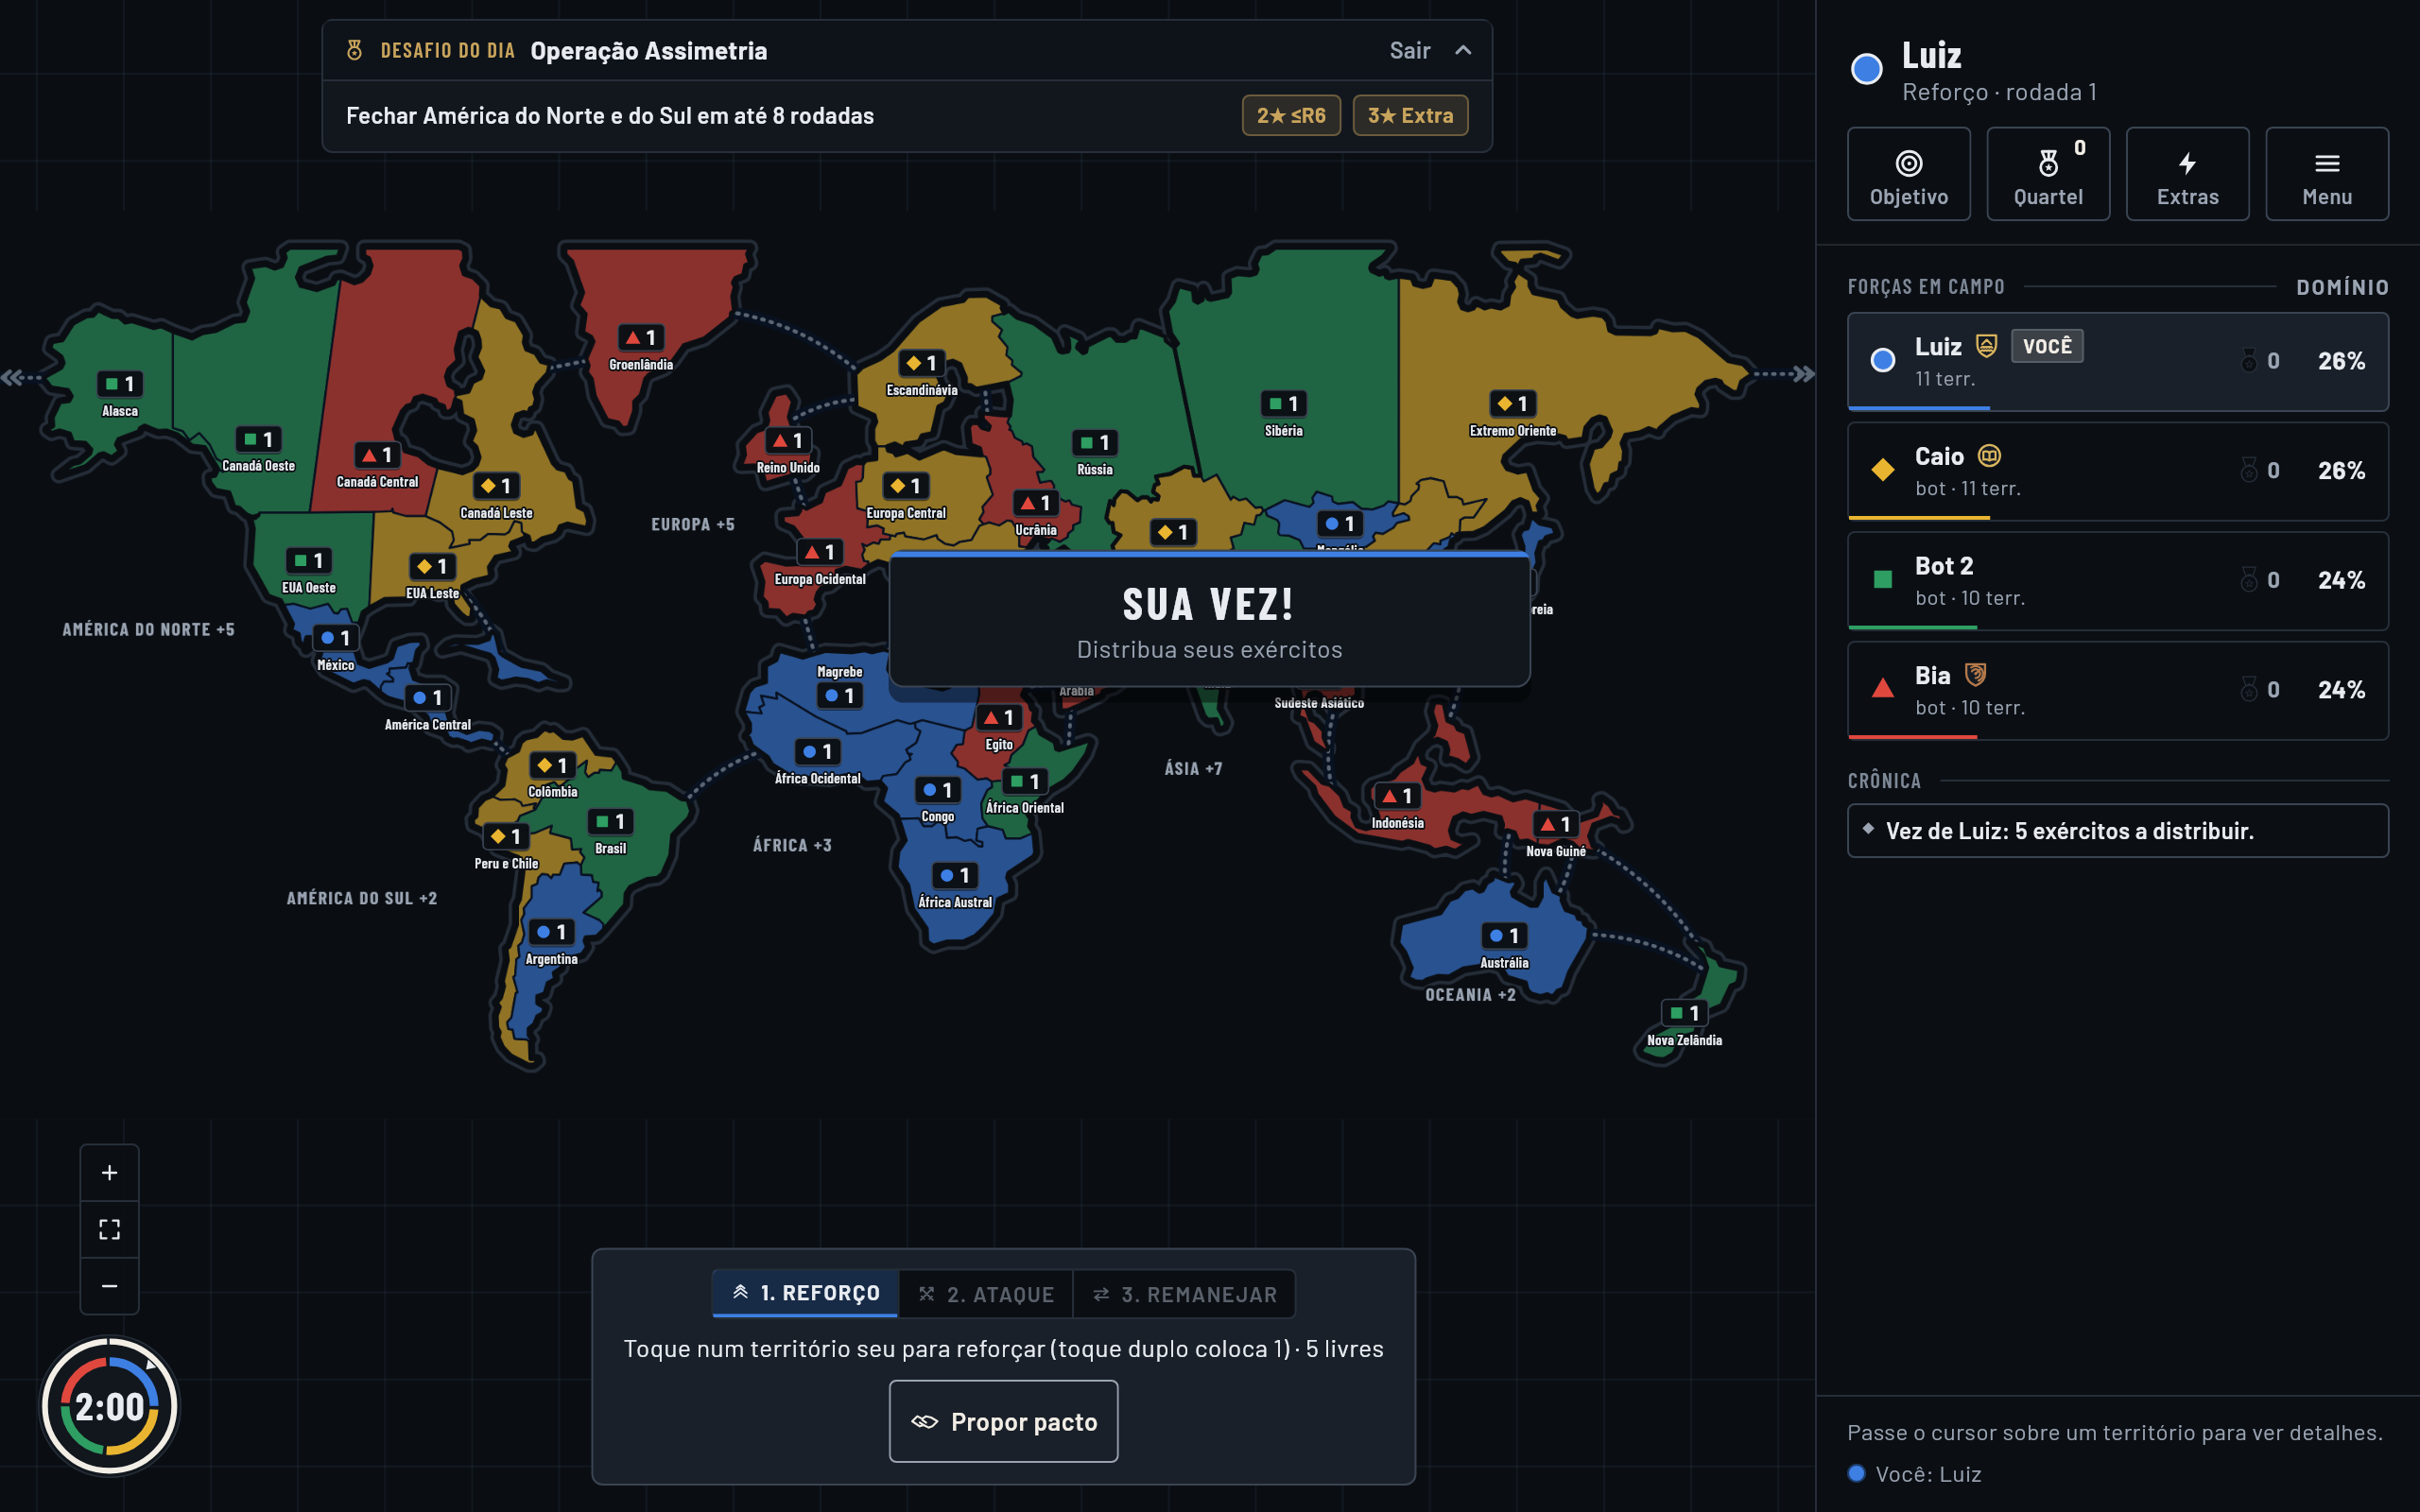 DESAFIO DO DIA Operação Assimetria Sair
Fechar América do Norte e do Sul em até 8 rodadas 2★ ≤R6 3★ Extra
Luiz
Reforço · rodada 1
Objetivo
0
Quartel
Extras
Menu
FORÇAS EM CAMPO DOMÍNIO
Luiz VOCÊ
11 terr.
0 26%
Caio
bot · 11 terr.
0 26%
Bot 2
bot · 10 terr.
0 24%
Bia
bot · 10 terr.
0 24%
CRÔNICA
Vez de Luiz: 5 exércitos a distribuir.
1
Groenlândia
1
Escandinávia
1
Alasca
1
Sibéria
1
Extremo Oriente
1
Canadá Oeste
1
Canadá Central
1
Reino Unido
1
Rússia
1
Canadá Leste
1
Europa Central
1
Ucrânia
EUROPA +5
1
1
1
EUA Oeste
1
EUA Leste
1
Europa Ocidental
SUA VEZ!
Distribua seus exércitos
AMÉRICA DO NORTE +5
1
México
1
América Central
Magrebe
1
Arábia
Sudeste Asiático
1
Egito
1
África Ocidental
1
Colômbia
ÁSIA +7
1
Congo
1
África Oriental
1
Indonésia
1
Nova Guiné
1
Brasil
1
Peru e Chile
ÁFRICA +3
1
África Austral
AMÉRICA DO SUL +2
1
Argentina
1
Austrália
OCEANIA +2
1
Nova Zelândia
+
−
2:00
1. REFORÇO 2. ATAQUE 3. REMANEJAR
Toque num território seu para reforçar (toque duplo coloca 1) · 5 livres
Propor pacto
Passe o cursor sobre um território para ver detalhes.
Você: Luiz